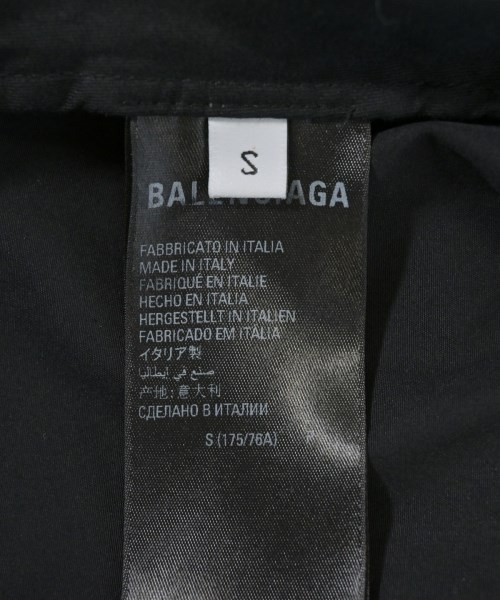 S
BALENCIAGA
FABBRICATO IN ITALIA
MADE IN ITALY
FABRIQUÉ EN ITALIE
HECHO EN ITALIA
HERGESTELLT IN ITALIEN
FABRICADO EM ITÁLIA
イタリア製
صنع في إيطاليا
产地: 意大利
СДЕЛАНО В ИТАЛИИ
S (175/76A)